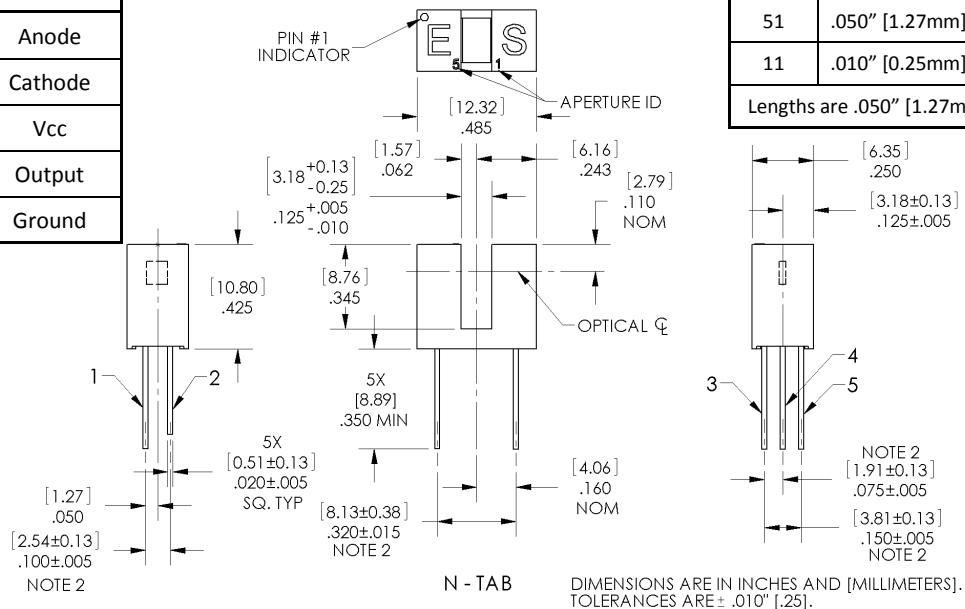 Anode
Cathode
Vcc
Output
Ground
51 .050" [1.27mm]
11 .010" [0.25mm]
Lengths are .050" [1.27m
PIN #1
INDICATOR
E S
5 1
APERTURE ID
[12.32]
.485
[1.57]
.062
[6.16]
.243
[3.18 +0.13 -0.25]
.125 +.005 -.010
[2.79]
.110
NOM
[6.35]
.250
[3.18±0.13]
.125±.005
[10.80]
.425
[8.76]
.345
OPTICAL ℄
1
2
5X
[8.89]
.350 MIN
3
4
5
5X
[0.51±0.13]
.020±.005
SQ. TYP
[1.27]
.050
[2.54±0.13]
.100±.005
NOTE 2
[8.13±0.38]
.320±.015
NOTE 2
[4.06]
.160
NOM
NOTE 2
[1.91±0.13]
.075±.005
[3.81±0.13]
.150±.005
NOTE 2
N - TAB
DIMENSIONS ARE IN INCHES AND [MILLIMETERS].
TOLERANCES ARE ± .010" [.25].